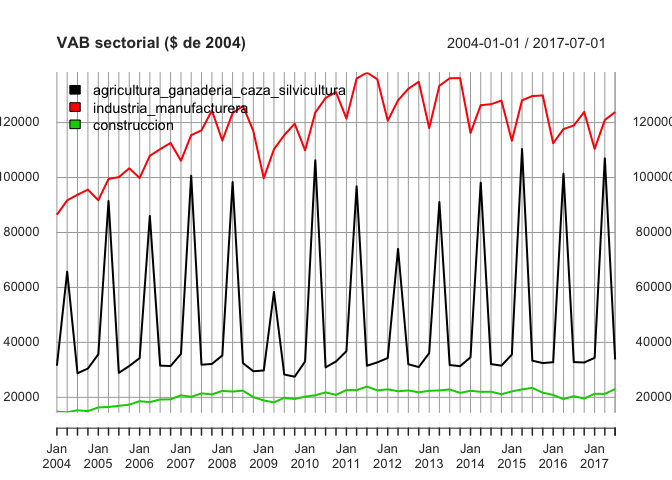 VAB sectorial ($ de 2004)
2004-01-01 / 2017-07-01
agricultura_ganaderia_caza_silvicultura
industria_manufacturera
construccion
120000
100000
80000
60000
40000
20000
120000
100000
80000
60000
40000
20000
Jan 2004
Jan 2005
Jan 2006
Jan 2007
Jan 2008
Jan 2009
Jan 2010
Jan 2011
Jan 2012
Jan 2013
Jan 2014
Jan 2015
Jan 2016
Jan 2017